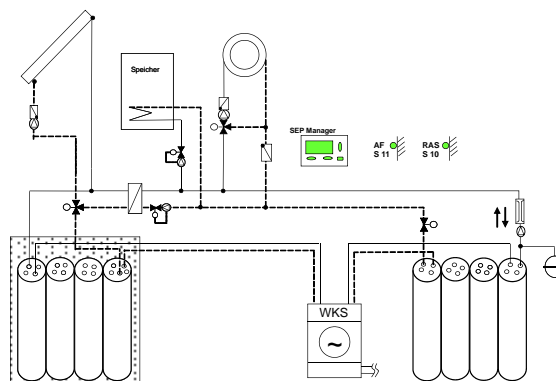 Speicher
SEP Manager
AF
S 11
RAS
S 10
WKS
~